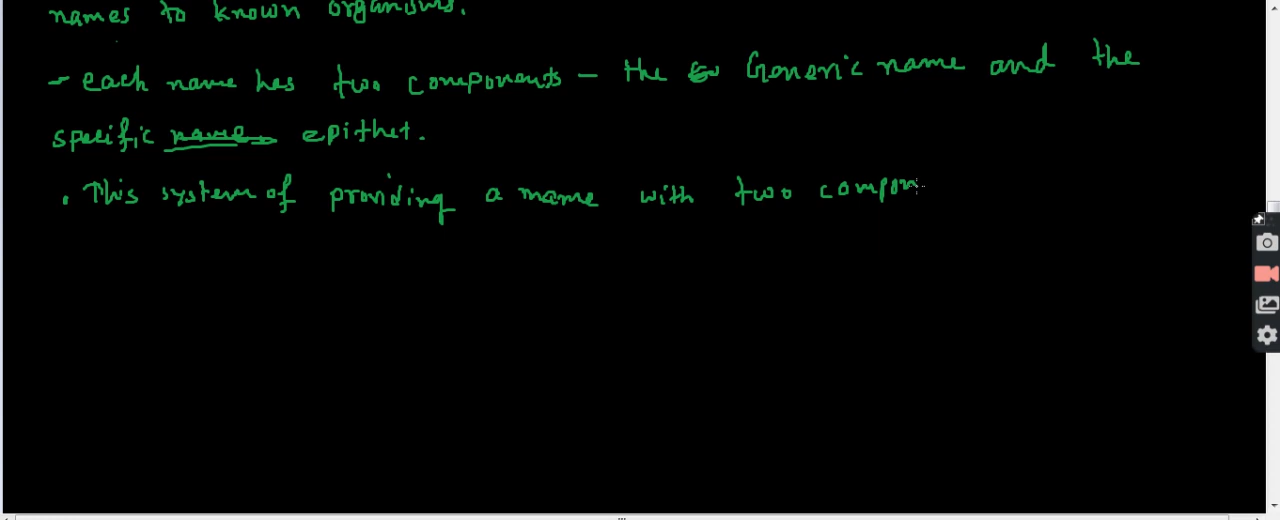 names to known organisms.
- each name has two components - the Generic name and the
specific name epithet.
. This system of providing a name with two compon